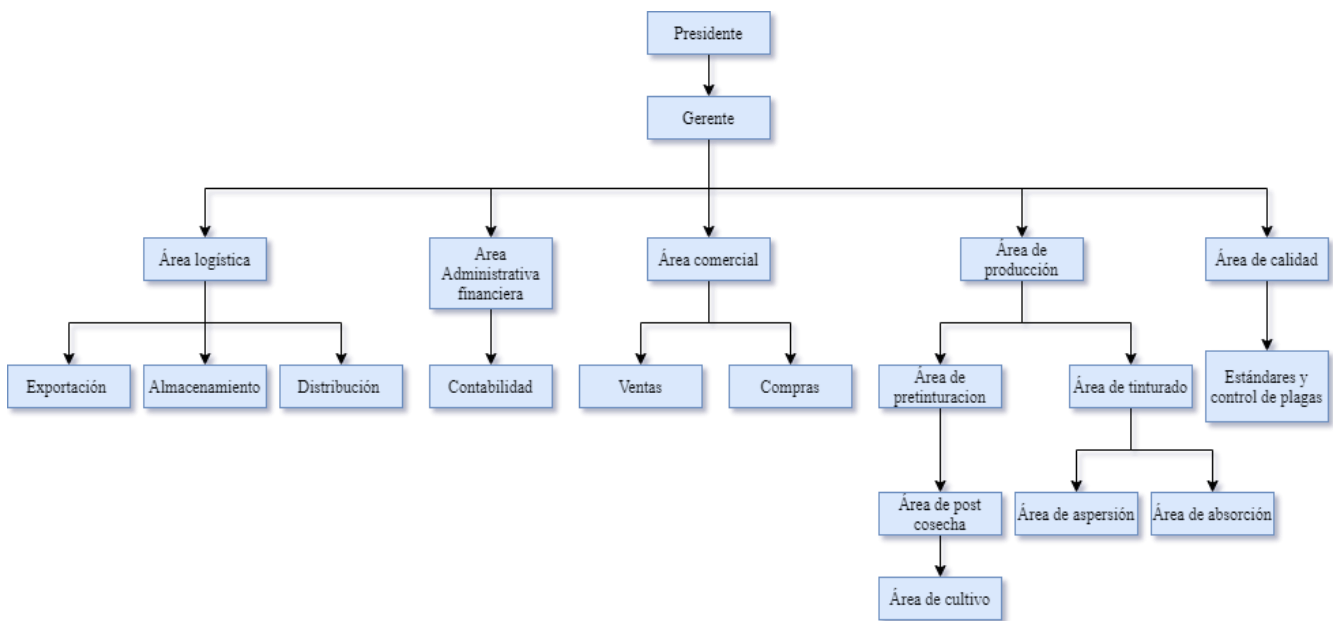 Presidente
Gerente
Área logística
Area
Administrativa
financiera
Área comercial
Área de
producción
Área de calidad
Exportación
Almacenamiento
Distribución
Contabilidad
Ventas
Compras
Área de
pretinturacion
Área de tinturado
Estándares y
control de plagas
Área de post
cosecha
Área de aspersión
Área de absorción
Área de cultivo